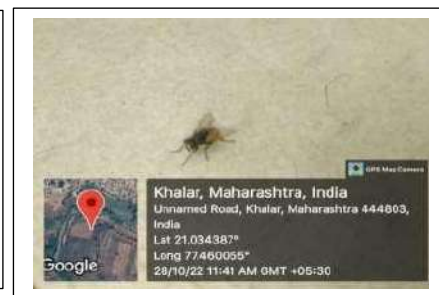 GPS Map Camera
Khalar, Maharashtra, India
Unnamed Road, Khalar, Maharashtra 444803,
India
Lat 21.034387°
Long 77.460055°
28/10/22 11:41 AM GMT +05:30
Google